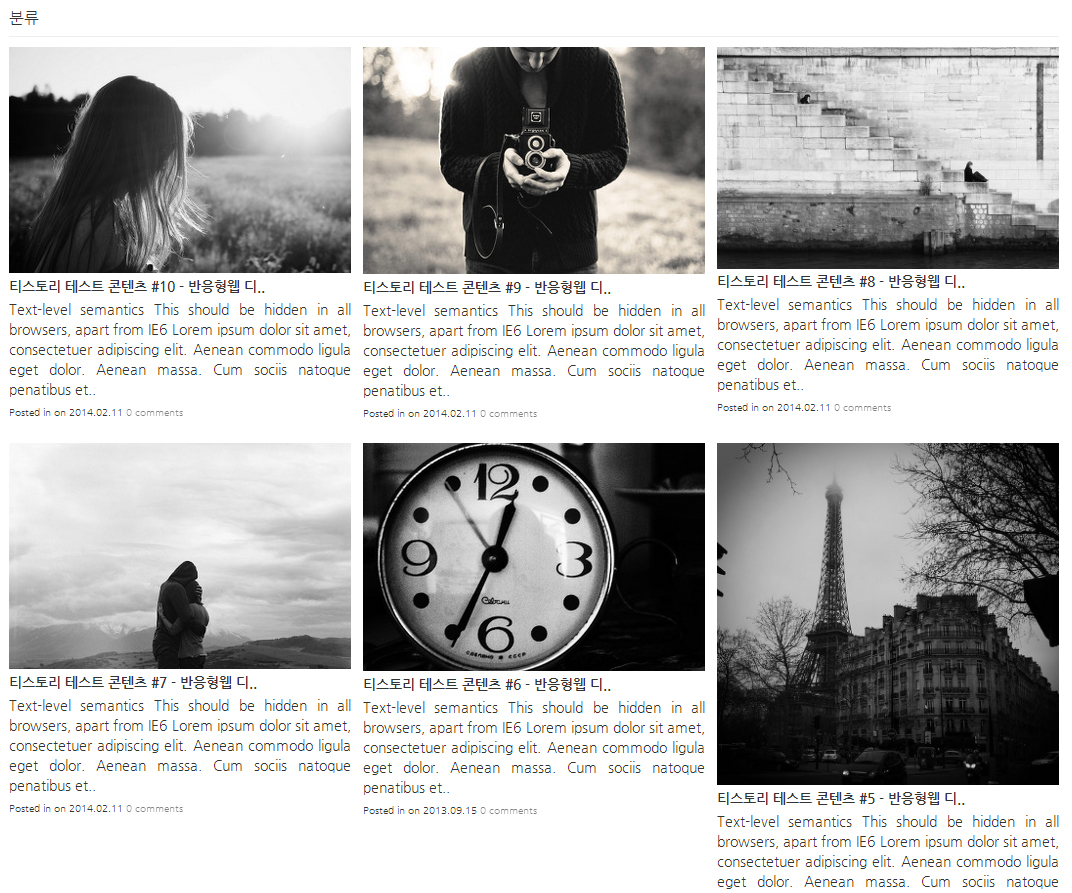 분류
티스토리 테스트 콘텐츠 #10 - 반응형웹 디..
Text-level semantics This should be hidden in all
browsers, apart from IE6 Lorem ipsum dolor sit amet,
consectetuer adipiscing elit. Aenean commodo ligula
eget dolor. Aenean massa. Cum sociis natoque
penatibus et..
Posted in on 2014.02.11 0 comments
티스토리 테스트 콘텐츠 #9 - 반응형웹 디..
Text-level semantics This should be hidden in all
browsers, apart from IE6 Lorem ipsum dolor sit amet,
consectetuer adipiscing elit. Aenean commodo ligula
eget dolor. Aenean massa. Cum sociis natoque
penatibus et..
Posted in on 2014.02.11 0 comments
티스토리 테스트 콘텐츠 #8 - 반응형웹 디..
Text-level semantics This should be hidden in all
browsers, apart from IE6 Lorem ipsum dolor sit amet,
consectetuer adipiscing elit. Aenean commodo ligula
eget dolor. Aenean massa. Cum sociis natoque
penatibus et..
Posted in on 2014.02.11 0 comments
티스토리 테스트 콘텐츠 #7 - 반응형웹 디..
Text-level semantics This should be hidden in all
browsers, apart from IE6 Lorem ipsum dolor sit amet,
consectetuer adipiscing elit. Aenean commodo ligula
eget dolor. Aenean massa. Cum sociis natoque
penatibus et..
Posted in on 2014.02.11 0 comments
12
9 3
6
СДЕЛАНО В СССР
티스토리 테스트 콘텐츠 #6 - 반응형웹 디..
Text-level semantics This should be hidden in all
browsers, apart from IE6 Lorem ipsum dolor sit amet,
consectetuer adipiscing elit. Aenean commodo ligula
eget dolor. Aenean massa. Cum sociis natoque
penatibus et..
Posted in on 2013.09.15 0 comments
티스토리 테스트 콘텐츠 #5 - 반응형웹 디..
Text-level semantics This should be hidden in all
browsers, apart from IE6 Lorem ipsum dolor sit amet,
consectetuer adipiscing elit. Aenean commodo ligula
eget dolor. Aenean massa. Cum sociis natoque